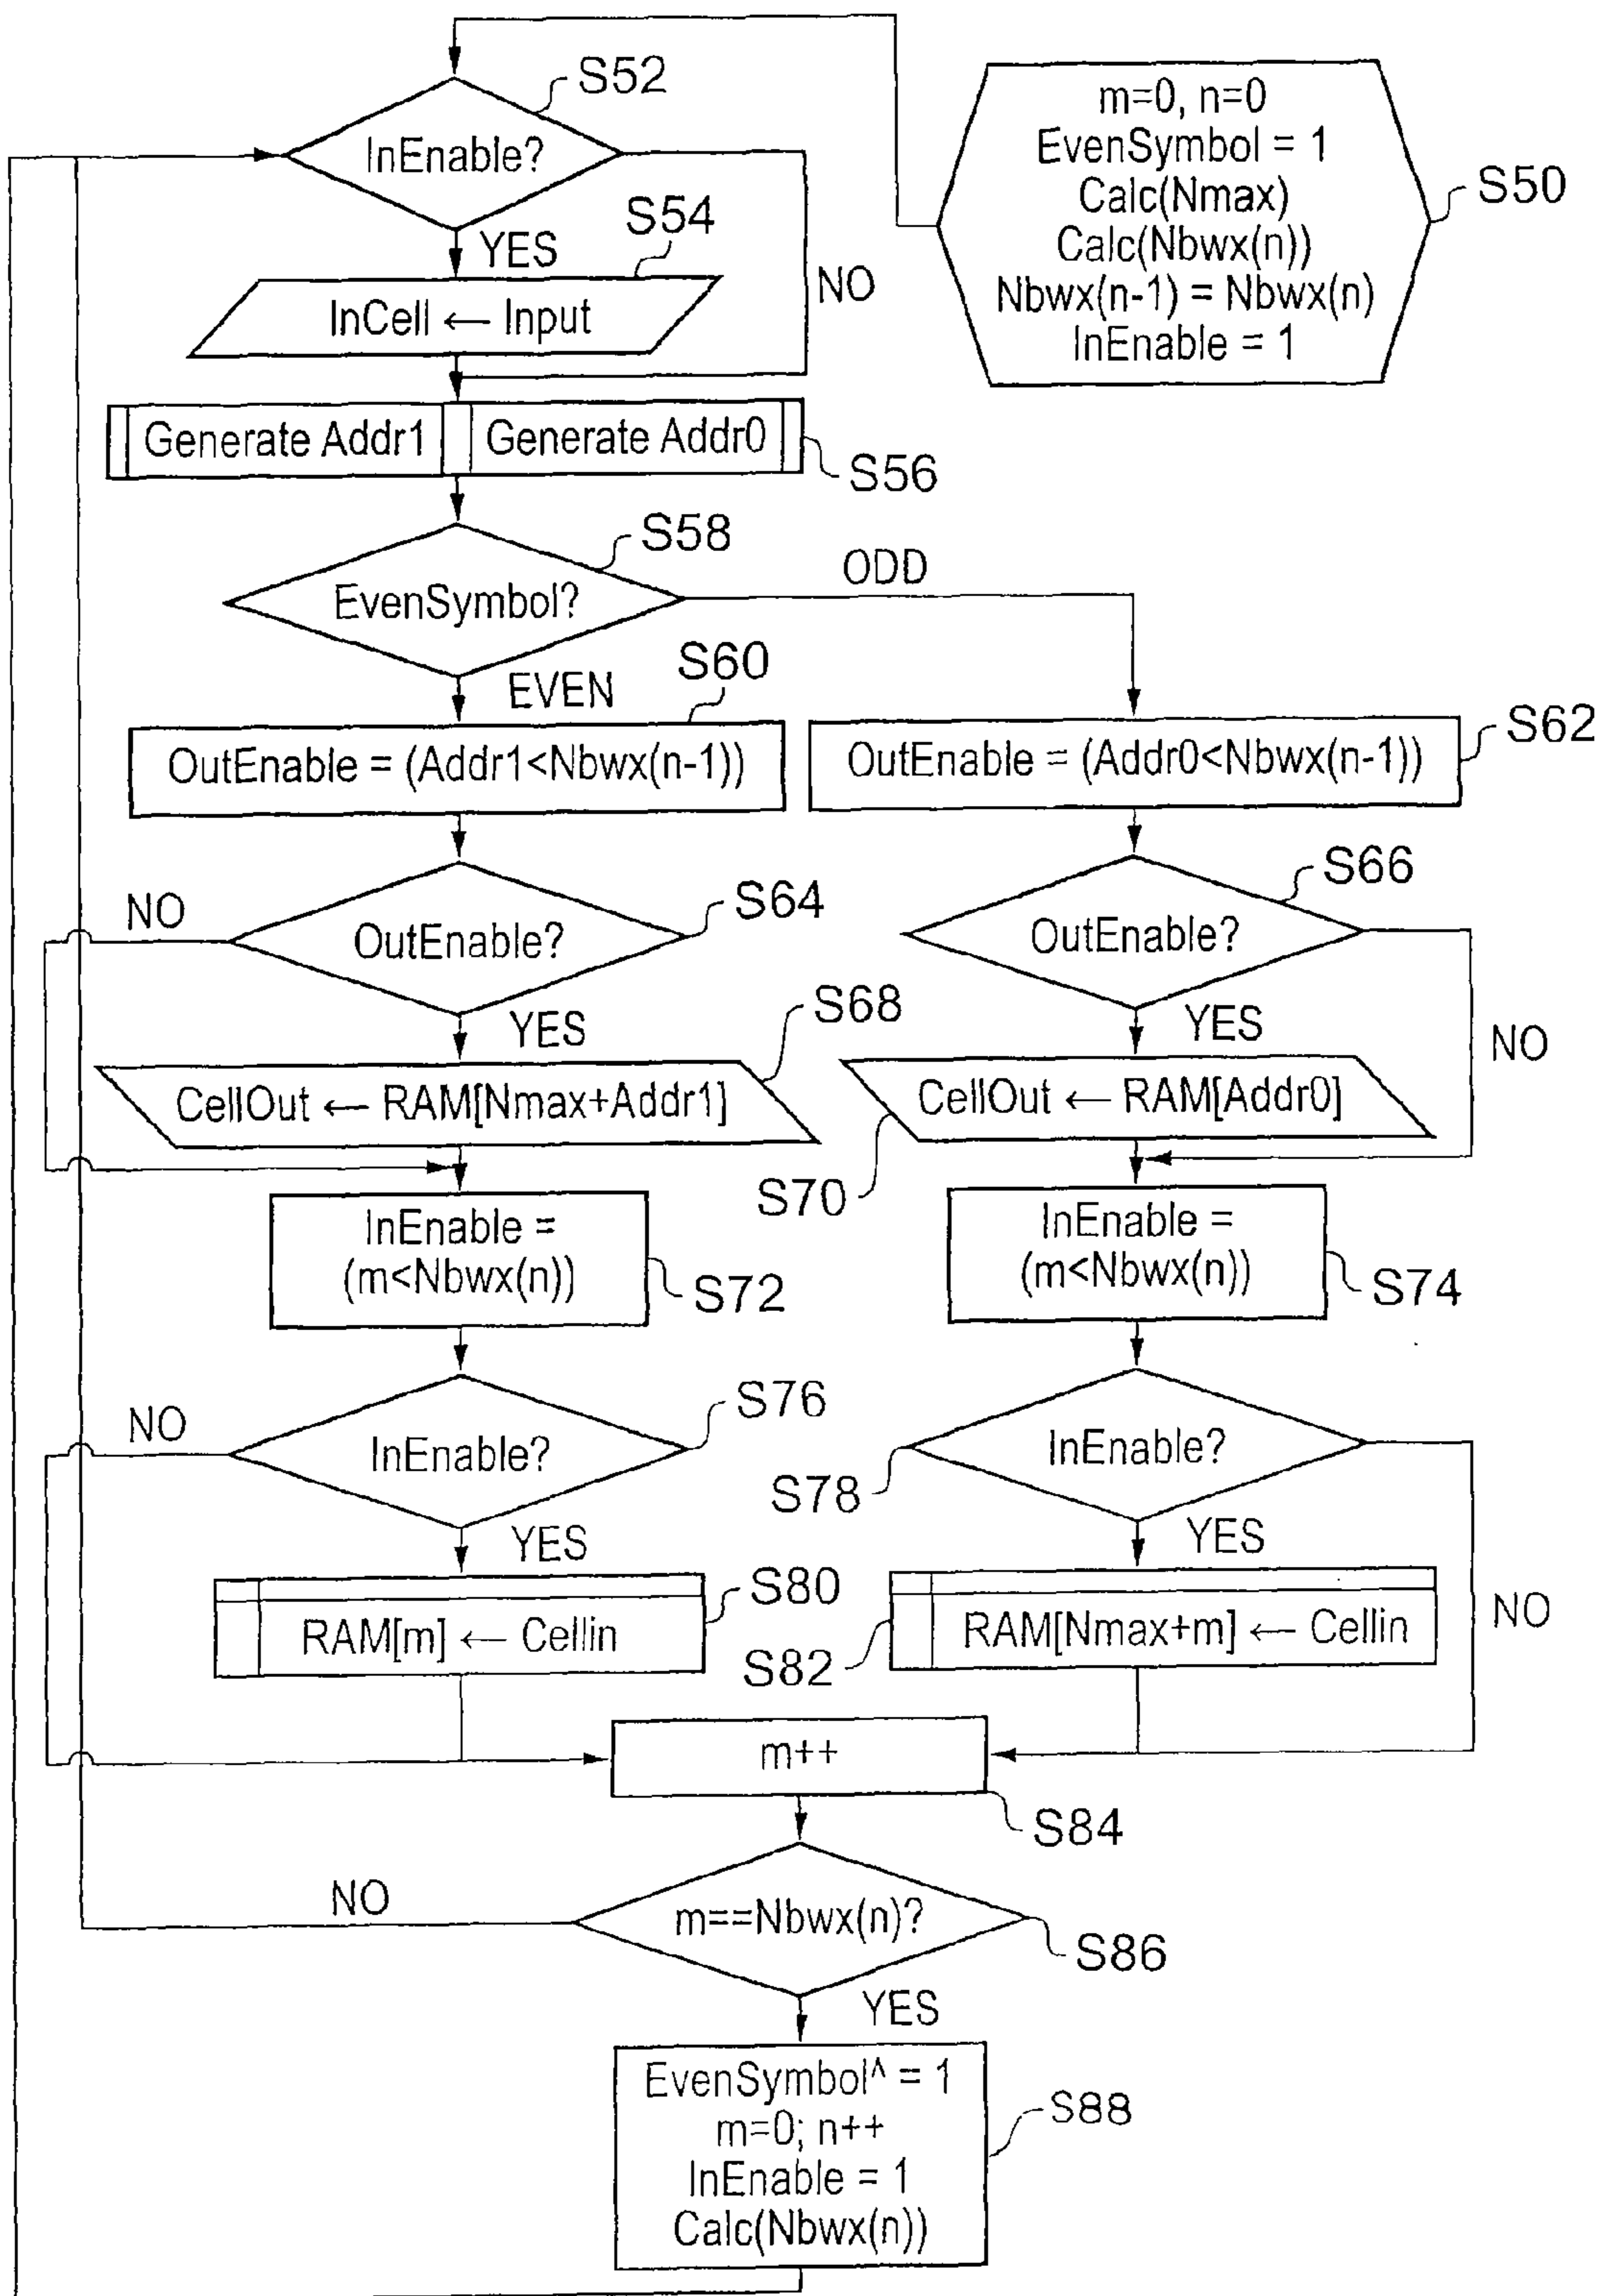 S52
InEnable?
m=0, n=0
EvenSymbol = 1
Calc(Nmax)
Calc(Nbwx(n))
Nbwx(n-1) = Nbwx(n)
InEnable = 1
S50
YES
S54
NO
InCell ← Input
Generate Addr1
Generate Addr0
S56
S58
EvenSymbol?
ODD
EVEN
S60
OutEnable = (Addr1<Nbwx(n-1))
OutEnable = (Addr0<Nbwx(n-1))
S62
NO
OutEnable?
S64
OutEnable?
S66
YES
S68
YES
NO
CellOut ← RAM[Nmax+Addr1]
CellOut ← RAM[Addr0]
S70
InEnable =
(m<Nbwx(n))
S72
InEnable =
(m<Nbwx(n))
S74
NO
InEnable?
S76
InEnable?
S78
YES
S80
YES
NO
RAM[m] ← Cellin
RAM[Nmax+m] ← Cellin
S82
m++
S84
NO
m==Nbwx(n)?
S86
YES
EvenSymbol^ = 1
m=0; n++
InEnable = 1
Calc(Nbwx(n))
S88